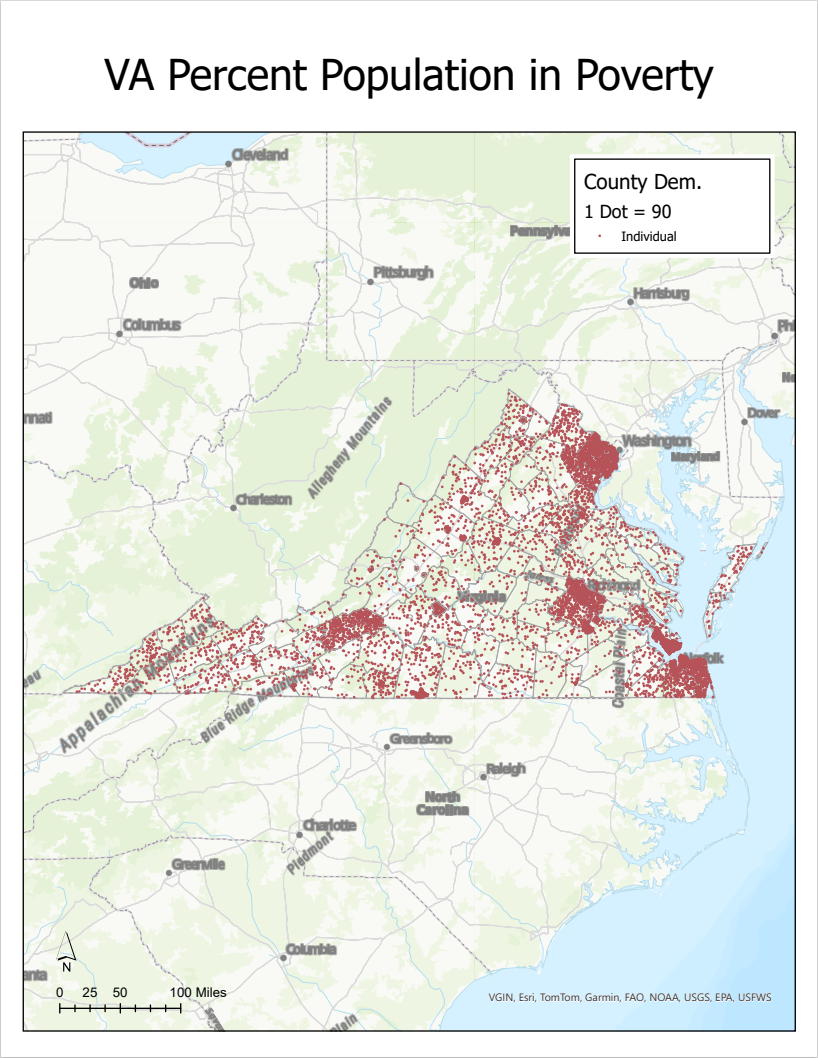 VA Percent Population in Poverty
Cleveland
County Dem.
1 Dot = 90
Individual
Pennsylva
Pittsburgh
Ohio
Harrisburg
Columbus
Phi
Ne
nnati
Dover
Allegheny Mountains
Washington
Maryland
Charleston
Richmond
Virginia
Norfolk
Coastal Plain
Appalachian Mountains
Blue Ridge Mountains
eau
Greensboro
Raleigh
North
Carolina
Charlotte
Piedmont
Greenville
Columbia
N
anta
0 25 50 100 Miles
VGIN, Esri, TomTom, Garmin, FAO, NOAA, USGS, EPA, USFWS
lain